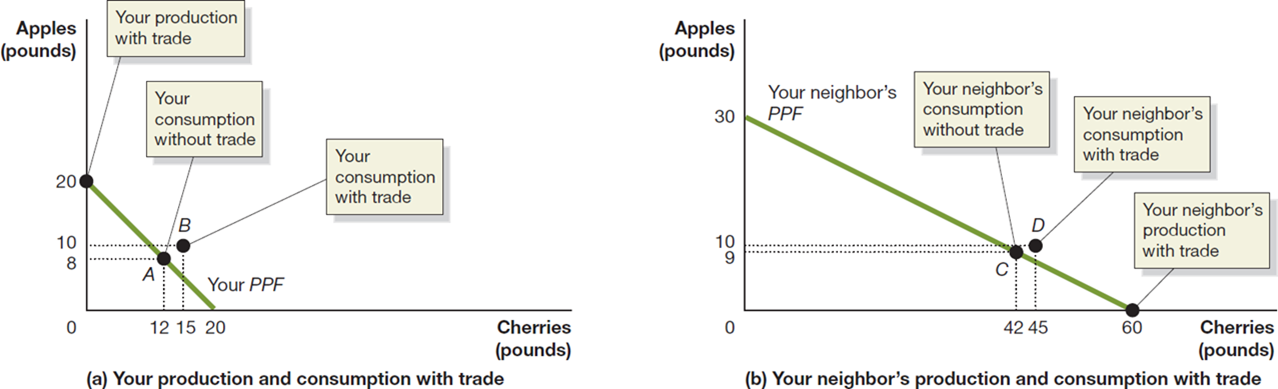 Apples
(pounds)
Your production
with trade
Your
consumption
without trade
Your
consumption
with trade
20
10
8
B
A
Your PPF
0
12 15 20
Cherries
(pounds)
(a) Your production and consumption with trade
Apples
(pounds)
Your neighbor’s
PPF
Your neighbor’s
consumption
without trade
Your neighbor’s
consumption
with trade
Your neighbor’s
production
with trade
30
10
9
D
C
0
42 45
60
Cherries
(pounds)
(b) Your neighbor’s production and consumption with trade